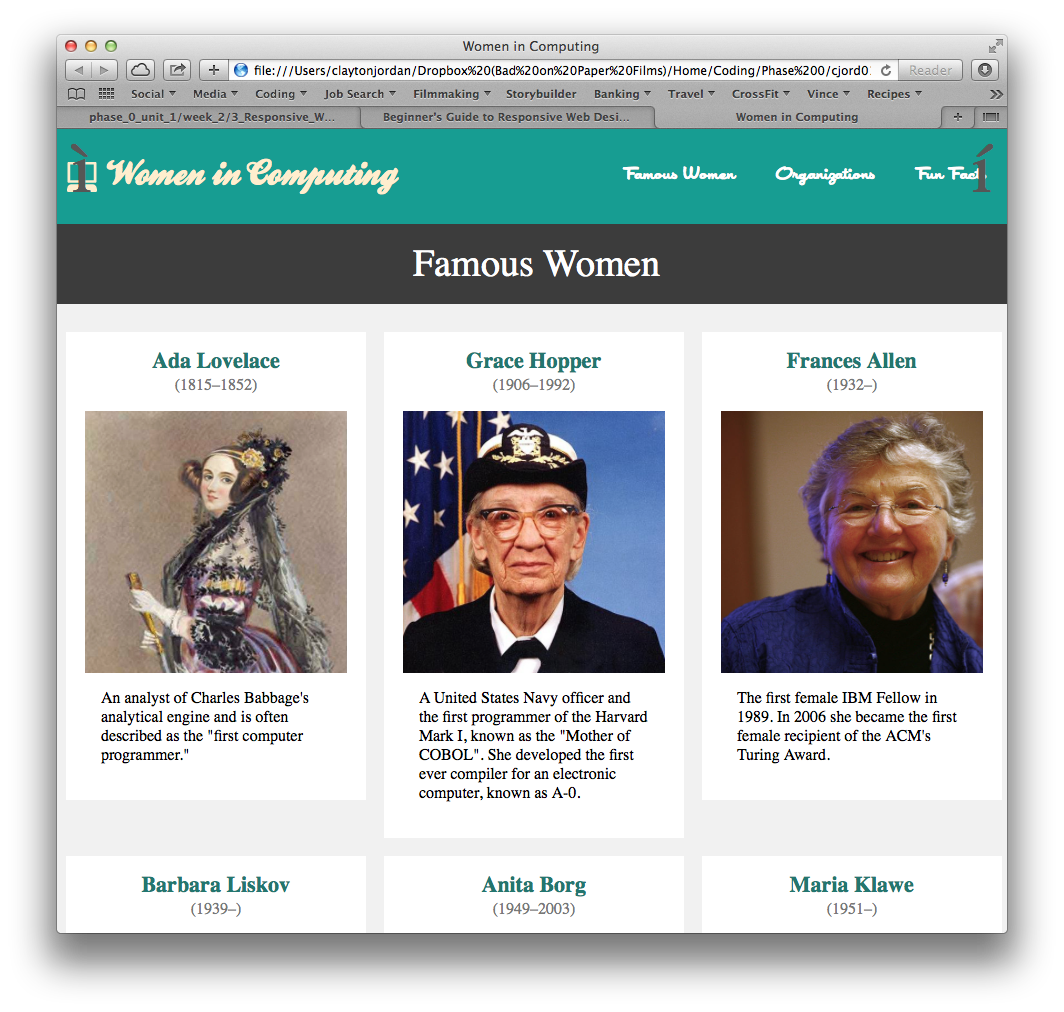 Women in Computing
file:///Users/claytonjordan/Dropbox%20(Bad%20on%20Paper%20Films)/Home/Coding/Phase%200/cjord0
Reader
Social Media Coding Job Search Filmmaking Storybuilder Banking Travel CrossFit Vince Recipes
phase_0_unit_1/week_2/3_Responsive_W... Beginner's Guide to Responsive Web Desi... Women in Computing
ì Women in Computing Famous Women Organizations Fun Facts í
Famous Women
Ada Lovelace
(1815–1852)
An analyst of Charles Babbage's
analytical engine and is often
described as the "first computer
programmer."
Grace Hopper
(1906–1992)
A United States Navy officer and
the first programmer of the Harvard
Mark I, known as the "Mother of
COBOL". She developed the first
ever compiler for an electronic
computer, known as A-0.
Frances Allen
(1932–)
The first female IBM Fellow in
1989. In 2006 she became the first
female recipient of the ACM's
Turing Award.
Barbara Liskov
(1939–)
Anita Borg
(1949–2003)
Maria Klawe
(1951–)